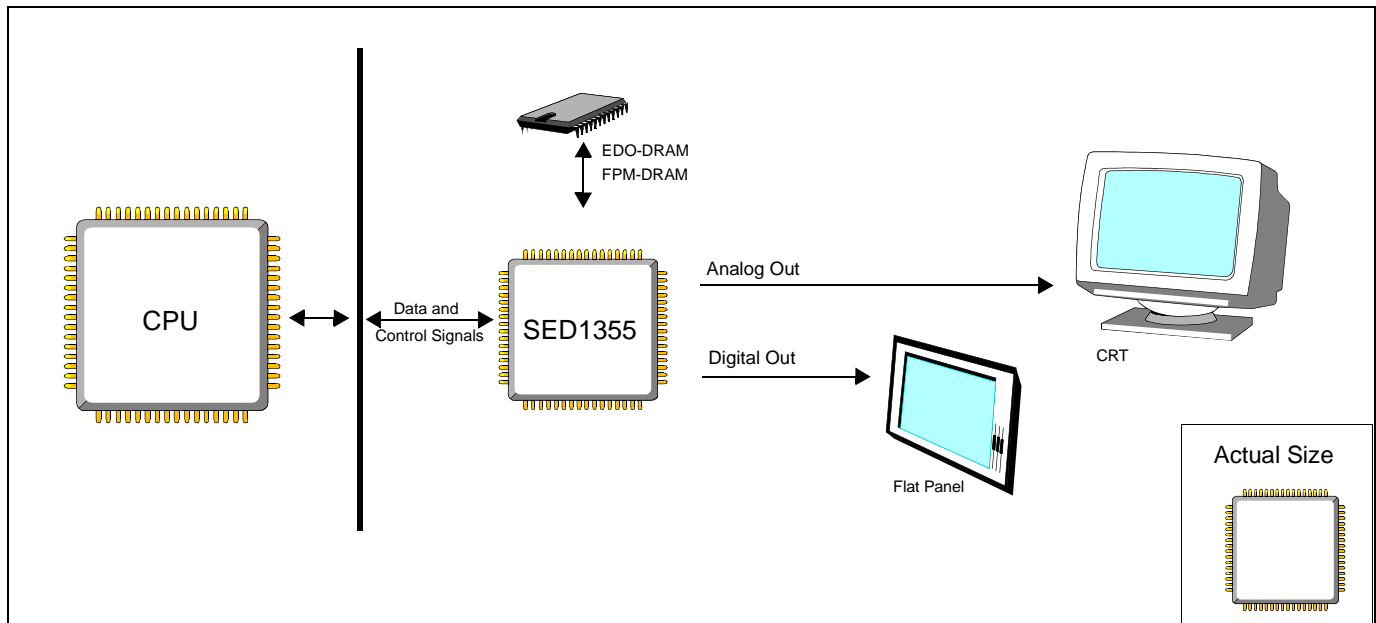 EDO-DRAM
FPM-DRAM
CPU
Data and
Control Signals
SED1355
Analog Out
CRT
Digital Out
Flat Panel
Actual Size